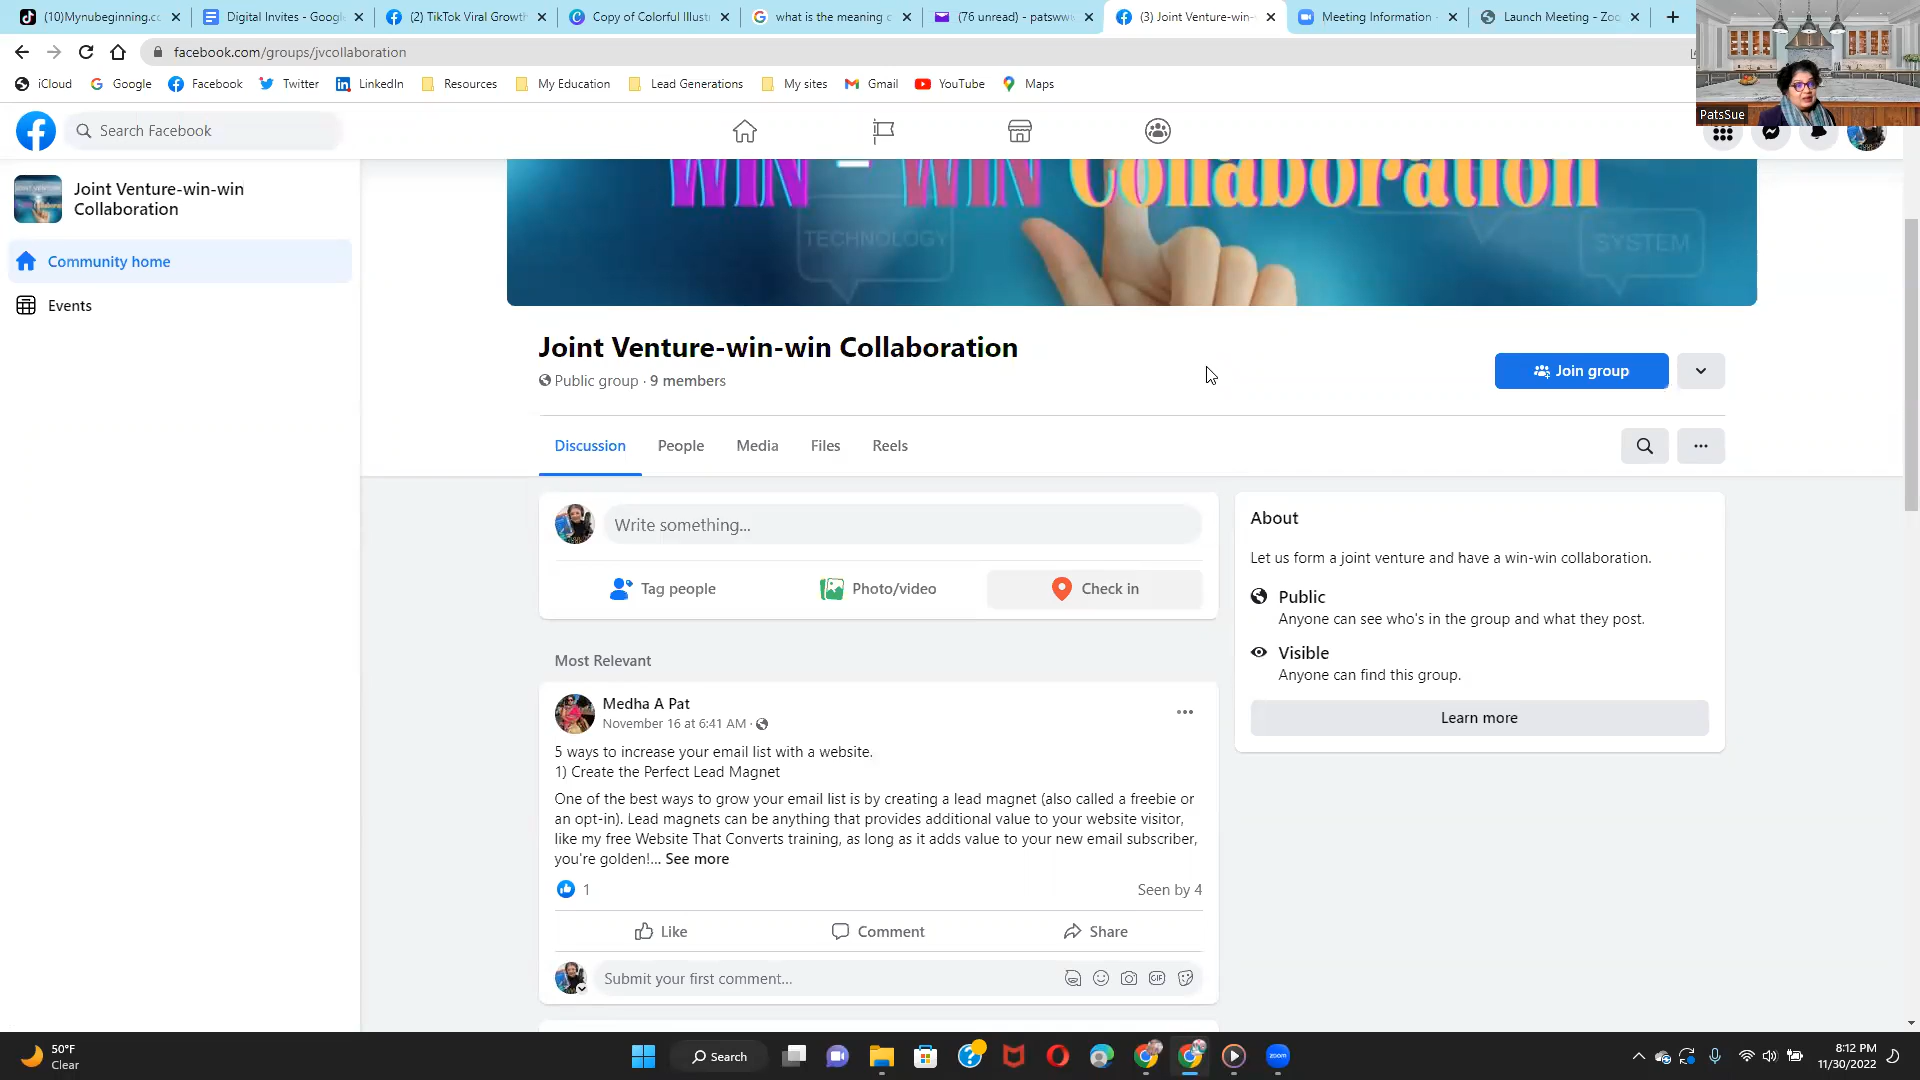 (10)Mynubeginning.c
Digital Invites - Googl
(2) TikTok Viral Growth
Copy of Colorful Illust
what is the meaning
(76 unread) - patsww
(3) Joint Venture-win-
Meeting Information -
Launch Meeting - Zo
facebook.com/groups/jvcollaboration
iCloud
Google
Facebook
Twitter
LinkedIn
Resources
My Education
Lead Generations
My sites
Gmail
YouTube
Maps
PatsSue
Search Facebook
Joint Venture-win-win
Collaboration
Community home
Events
WIN - WIN Collaboration
TECHNOLOGY
SYSTEM
Joint Venture-win-win Collaboration
Public group · 9 members
Join group
Discussion
People
Media
Files
Reels
Write something...
Tag people
Photo/video
Check in
Most Relevant
Medha A Pat
November 16 at 6:41 AM ·
5 ways to increase your email list with a website.
1) Create the Perfect Lead Magnet
One of the best ways to grow your email list is by creating a lead magnet (also called a freebie or
an opt-in). Lead magnets can be anything that provides additional value to your website visitor,
like my free Website That Converts training, as long as it adds value to your new email subscriber,
you're golden!... See more
1
Seen by 4
Like
Comment
Share
Submit your first comment...
GIF
About
Let us form a joint venture and have a win-win collaboration.
Public
Anyone can see who's in the group and what they post.
Visible
Anyone can find this group.
Learn more
50°F
Clear
Search
zoom
8:12 PM
11/30/2022